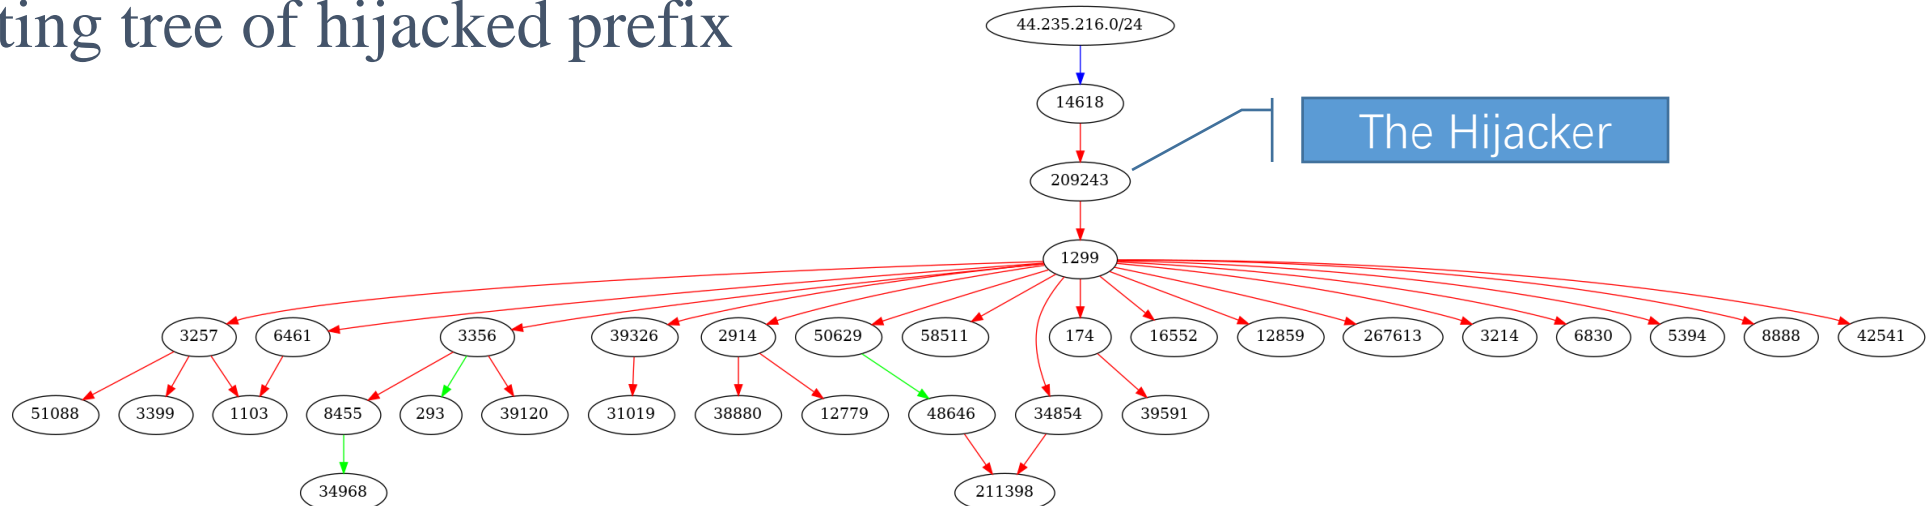 ting tree of hijacked prefix
44.235.216.0/24
14618
The Hijacker
209243
1299
3257 6461 3356 39326 2914 50629 58511 174 16552 12859 267613 3214 6830 5394 8888 42541
51088 3399 1103 8455 293 39120 31019 38880 12779 48646 34854 39591
34968 211398